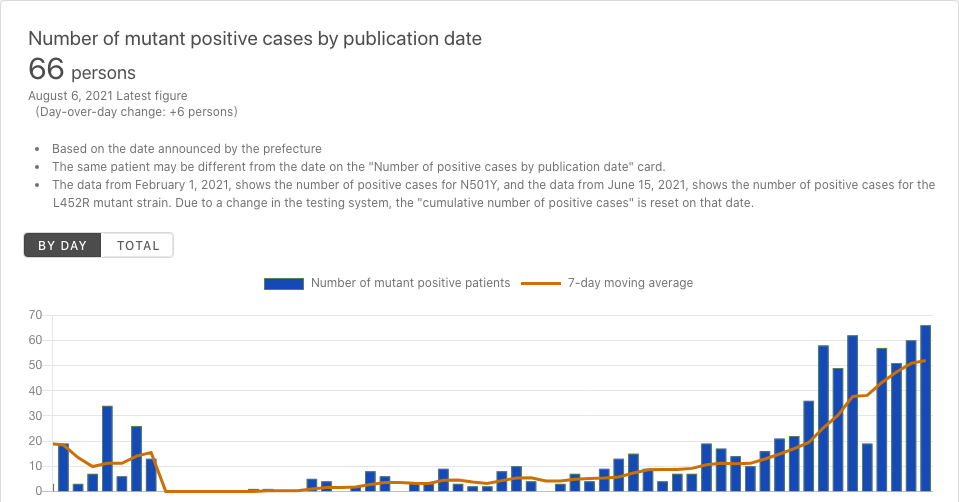 Number of mutant positive cases by publication date
66 persons
August 6, 2021 Latest figure
(Day-over-day change: +6 persons)
• Based on the date announced by the prefecture
• The same patient may be different from the date on the "Number of positive cases by publication date" card.
• The data from February 1, 2021, shows the number of positive cases for N501Y, and the data from June 15, 2021, shows the number of positive cases for the
L452R mutant strain. Due to a change in the testing system, the "cumulative number of positive cases" is reset on that date.
BY DAY TOTAL
Number of mutant positive patients 7-day moving average
70
60
50
40
30
20
10
0